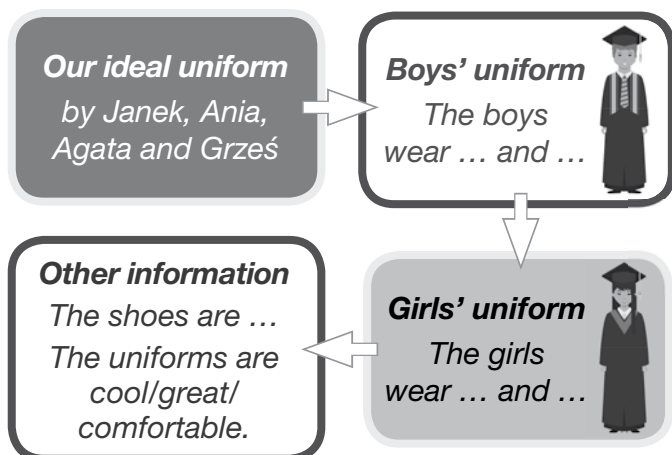 Our ideal uniform
by Janek, Ania,
Agata and Grześ
Boys’ uniform
The boys
wear … and …
Girls’ uniform
The girls
wear … and …
Other information
The shoes are …
The uniforms are
cool/great/
comfortable.